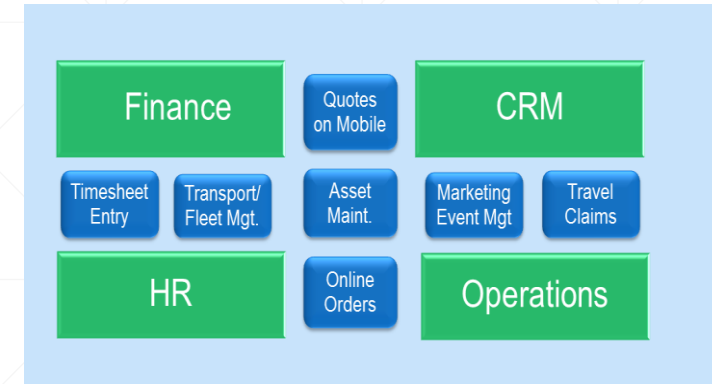 Finance
Quotes
on Mobile
CRM
Timesheet
Entry
Transport/
Fleet Mgt.
Asset
Maint.
Marketing
Event Mgt
Travel
Claims
HR
Online
Orders
Operations